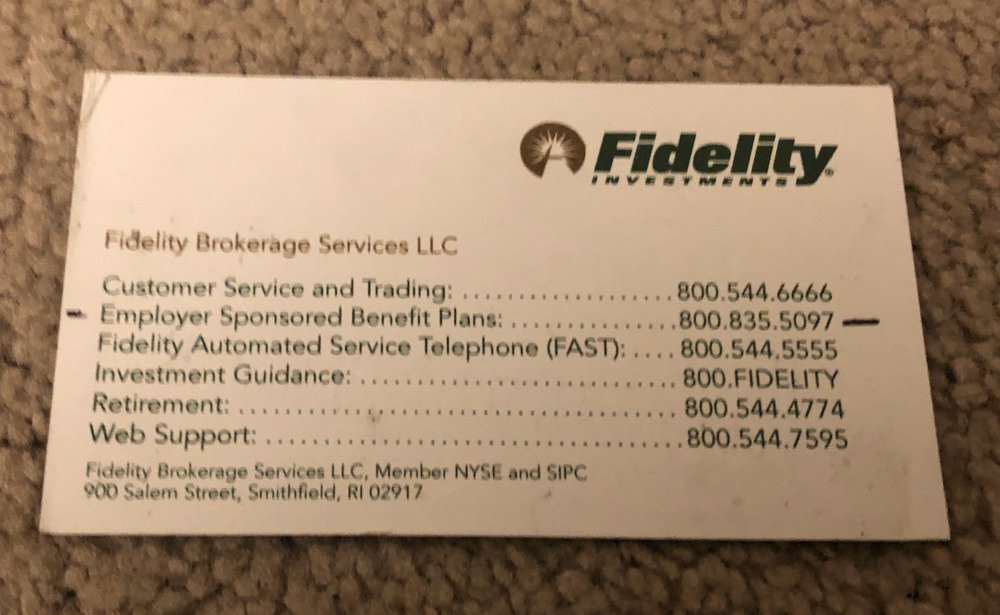 Fidelity
INVESTMENTS
Fidelity Brokerage Services LLC
Customer Service and Trading: ..................... 800.544.6666
Employer Sponsored Benefit Plans: ................ 800.835.5097
Fidelity Automated Service Telephone (FAST): .... 800.544.5555
Investment Guidance: ................................ 800.FIDELITY
Retirement: ............................................ 800.544.4774
Web Support: ......................................... 800.544.7595
Fidelity Brokerage Services LLC, Member NYSE and SIPC
900 Salem Street, Smithfield, RI 02917